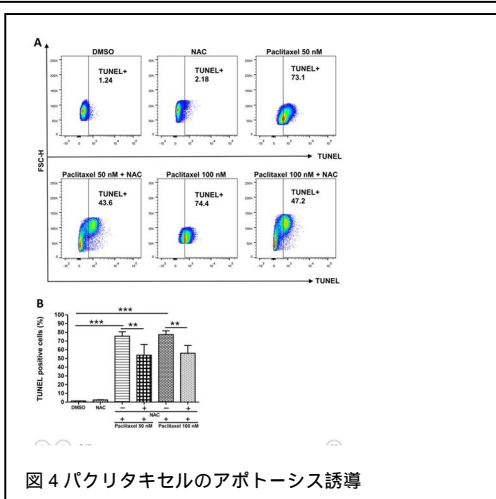 A
DMSO
NAC
Paclitaxel 50 nM
TUNEL+
1.24
TUNEL+
2.18
TUNEL+
73.1
FSC-H
TUNEL
Paclitaxel 50 nM + NAC
Paclitaxel 100 nM
Paclitaxel 100 nM + NAC
TUNEL+
43.6
TUNEL+
74.4
TUNEL+
47.2
TUNEL
B
TUNEL positive cells (%)
100
90
80
70
60
50
40
30
20
10
0
***
*** ** **
DMSO NAC − + − +
NAC
+ + + +
Paclitaxel 50 nM Paclitaxel 100 nM
図 4 パクリタキセルのアポトーシス誘導